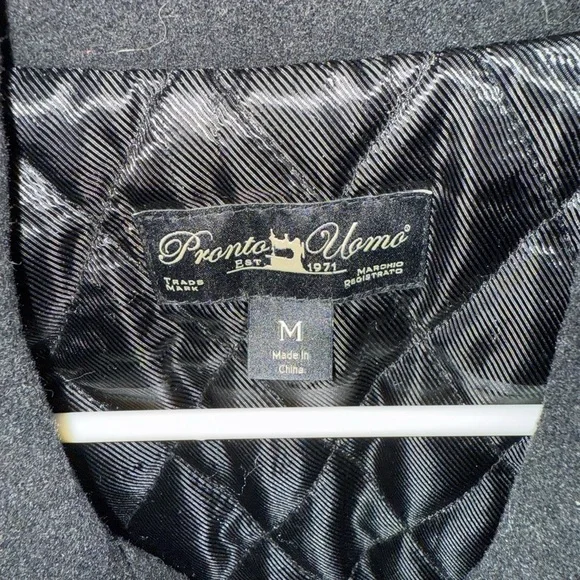 Pronto Uomo®
EST. 1971
TRADE MARK
MARCHIO REGISTRATO
M
Made in
China